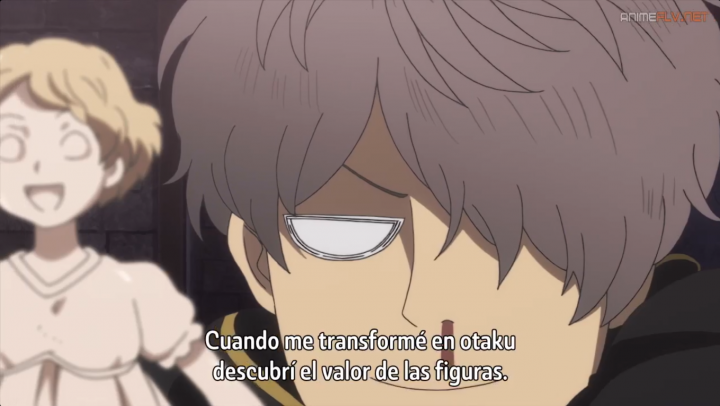 ANIMEFLV.NET
Cuando me transformé en otaku
descubrí el valor de las figuras.